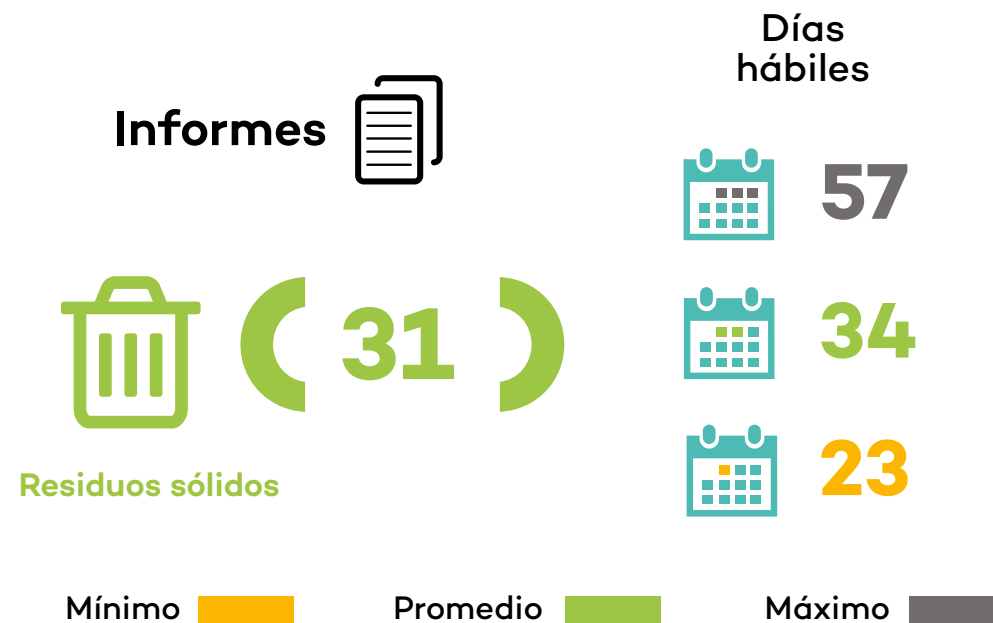 Informes
Días
hábiles
57
31
34
23
Residuos sólidos
Mínimo
Promedio
Máximo